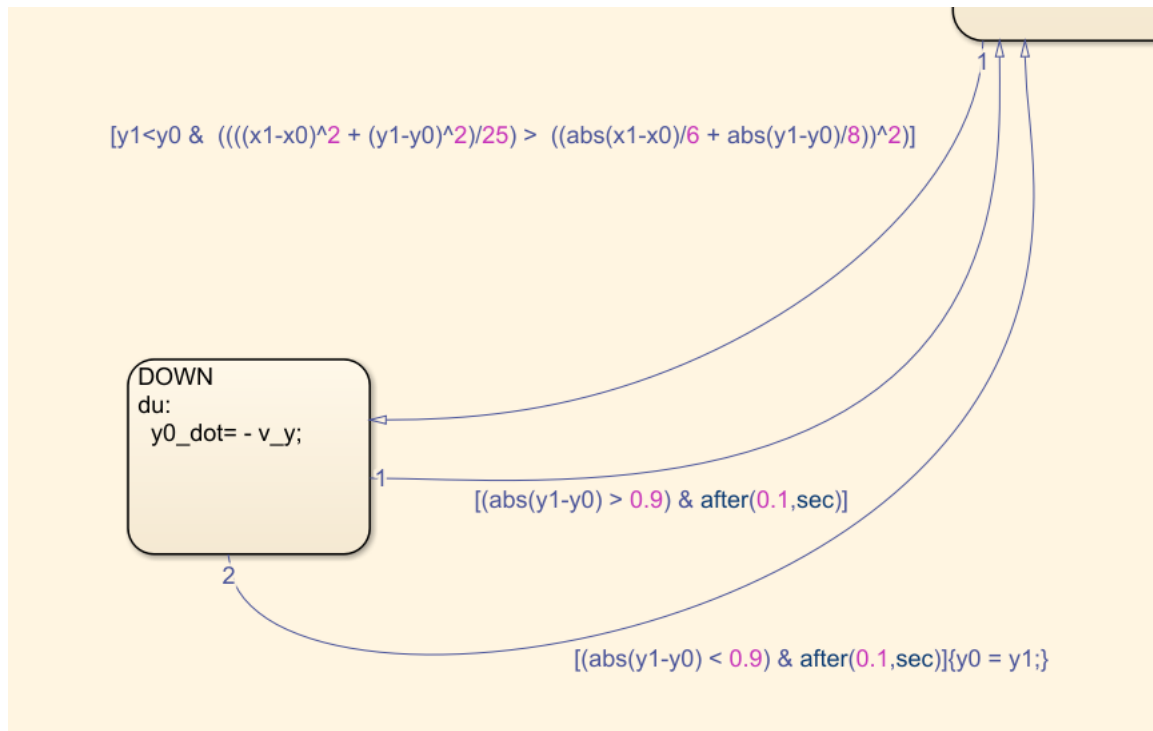 1
[y1<y0 &  ((((x1-x0)^2 + (y1-y0)^2)/25) >  ((abs(x1-x0)/6 + abs(y1-y0)/8))^2)]
DOWN
du:
y0_dot= - v_y;
1
[(abs(y1-y0) > 0.9) & after(0.1,sec)]
2
[(abs(y1-y0) < 0.9) & after(0.1,sec)]{y0 = y1;}